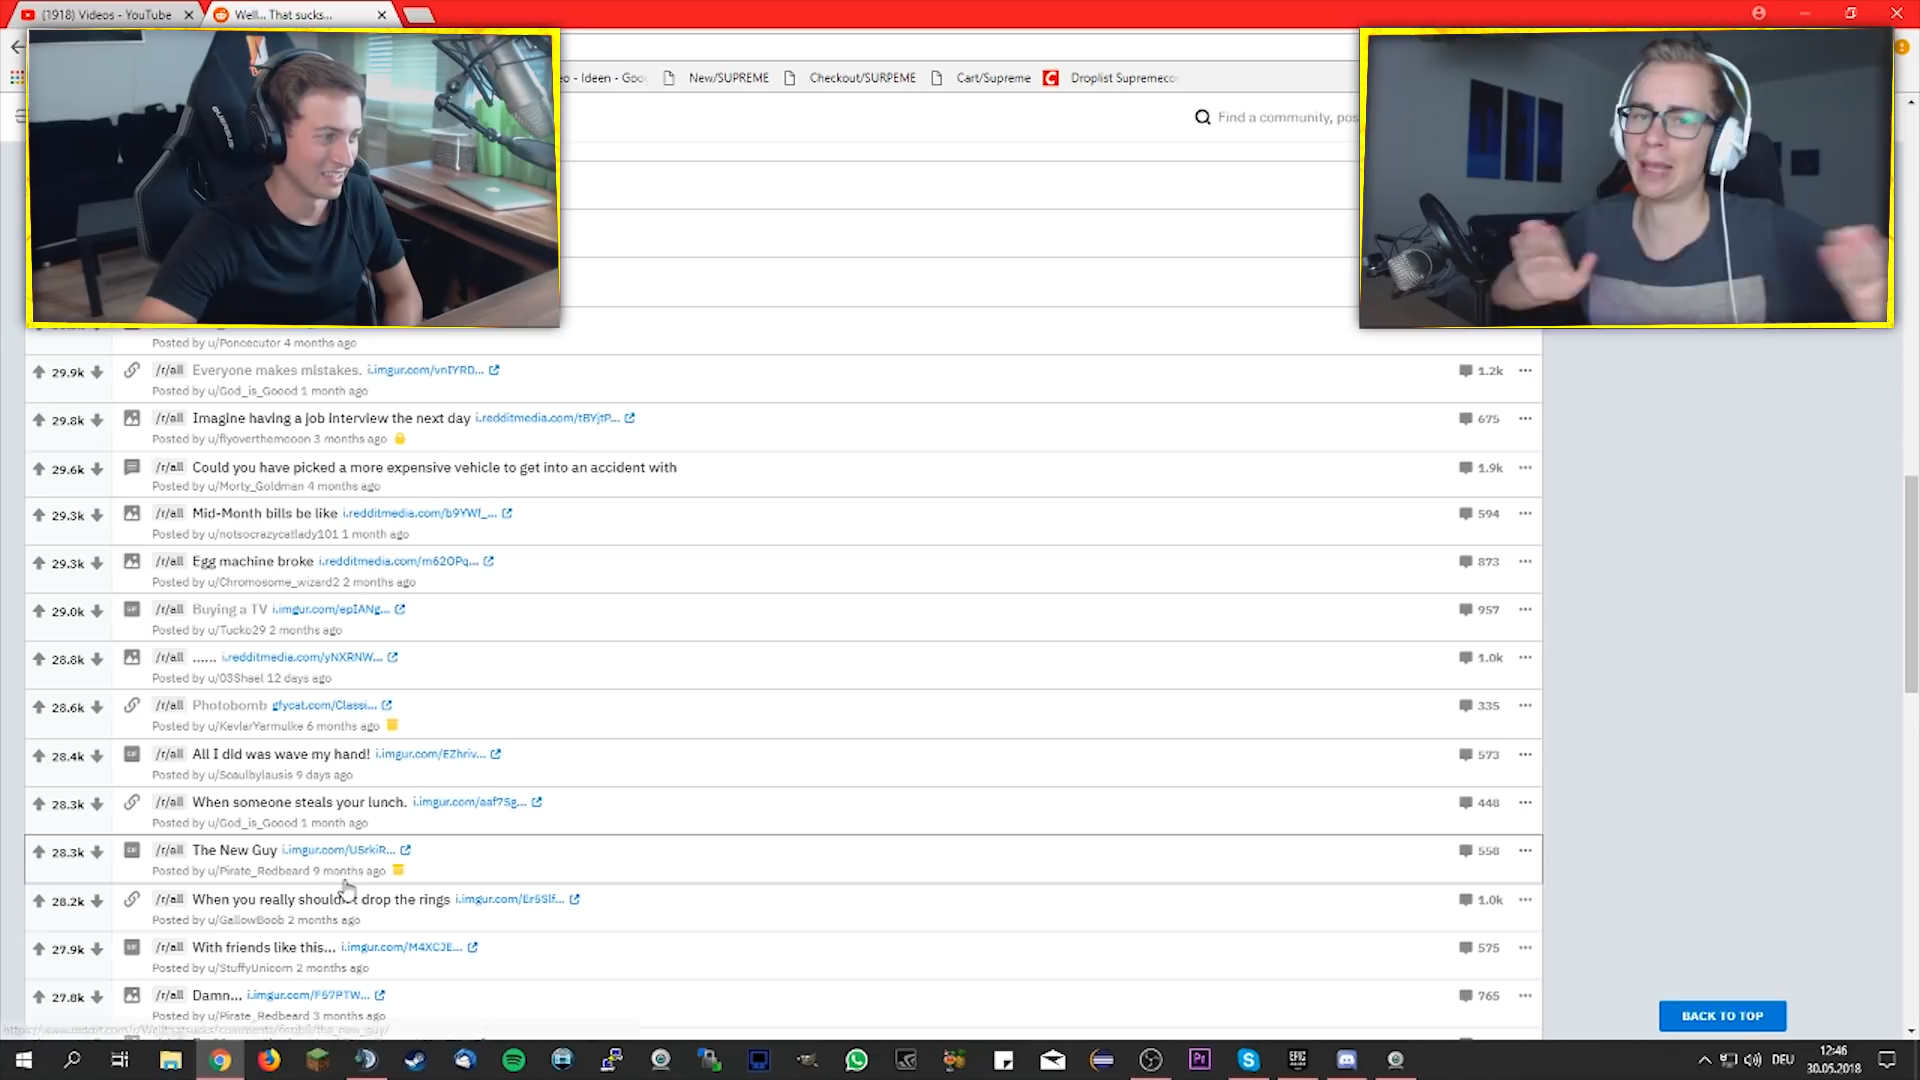 (1918) Videos - YouTube
Well... That sucks...
eo - Ideen - Goo
New/SUPREME
Checkout/SURPEME
Cart/Supreme
Droplist Supremeco
Find a community, pos
Posted by u/Poncecutor 4 months ago
29.9k /r/all Everyone makes mistakes. i.imgur.com/vnIYRD... 1.2k
Posted by u/God_is_Goood 1 month ago
29.8k /r/all Imagine having a job interview the next day i.redditmedia.com/tBYjtP... 675
Posted by u/flyoverthemooon 3 months ago
29.6k /r/all Could you have picked a more expensive vehicle to get into an accident with 1.9k
Posted by u/Morty_Goldman 4 months ago
29.3k /r/all Mid-Month bills be like i.redditmedia.com/b9YWf_... 594
Posted by u/notsocrazycatlady101 1 month ago
29.3k /r/all Egg machine broke i.redditmedia.com/m62OPq... 873
Posted by u/Chromosome_wizard2 2 months ago
29.0k /r/all Buying a TV i.imgur.com/epIANg... 957
Posted by u/Tucko29 2 months ago
28.8k /r/all ...... i.redditmedia.com/yNXRNW... 1.0k
Posted by u/03Shael 12 days ago
28.6k /r/all Photobomb gfycat.com/Classi... 335
Posted by u/KevlarYarmulke 6 months ago
28.4k /r/all All I did was wave my hand! i.imgur.com/EZhriv... 573
Posted by u/Scaulbylausis 9 days ago
28.3k /r/all When someone steals your lunch. i.imgur.com/aaf7Sg... 448
Posted by u/God_is_Goood 1 month ago
28.3k /r/all The New Guy i.imgur.com/U5rkiR... 558
Posted by u/Pirate_Redbeard 9 months ago
28.2k /r/all When you really shouldn't drop the rings i.imgur.com/Er5Slf... 1.0k
Posted by u/GallowBoob 2 months ago
27.9k /r/all With friends like this... i.imgur.com/M4XCJE... 575
Posted by u/StuffyUnicorn 2 months ago
27.8k /r/all Damn... i.imgur.com/F57PTW... 765
Posted by u/Pirate_Redbeard 3 months ago
BACK TO TOP
DEU
12:46
30.05.2018